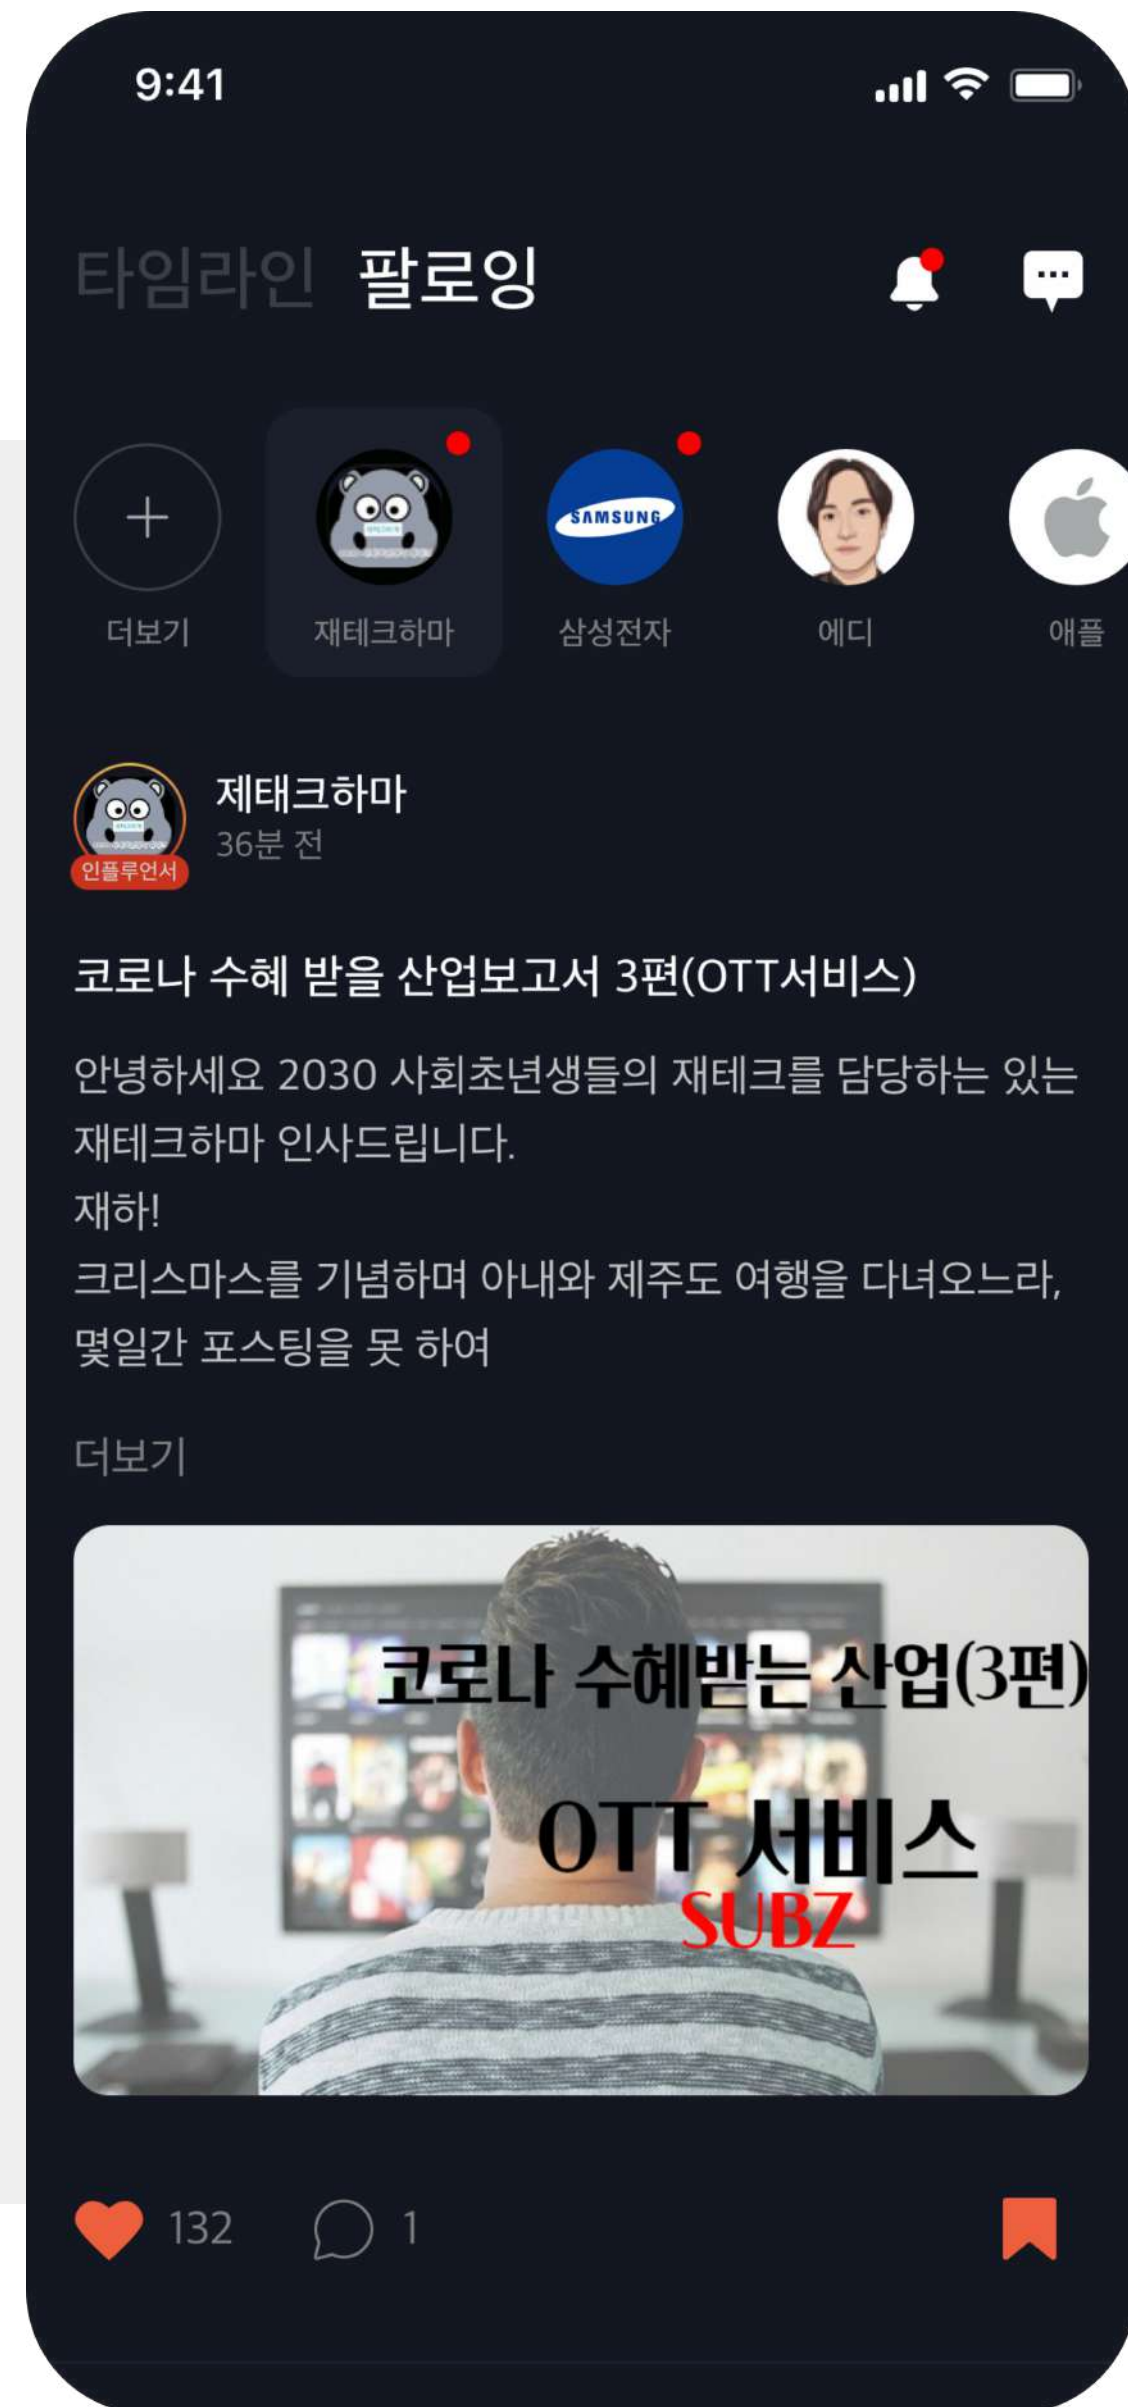 9:41
타임라인 팔로잉
SAMSUNG
더보기 재테크하마 삼성전자 에디 애플
제태크하마
36분 전
인플루언서
코로나 수혜 받을 산업보고서 3편(OTT서비스)
안녕하세요 2030 사회초년생들의 재테크를 담당하는 있는
재테크하마 인사드립니다.
재하!
크리스마스를 기념하며 아내와 제주도 여행을 다녀오느라,
몇일간 포스팅을 못 하여
더보기
코로나 수혜받는 산업(3편)
OTT 서비스
SUBZ
132 1